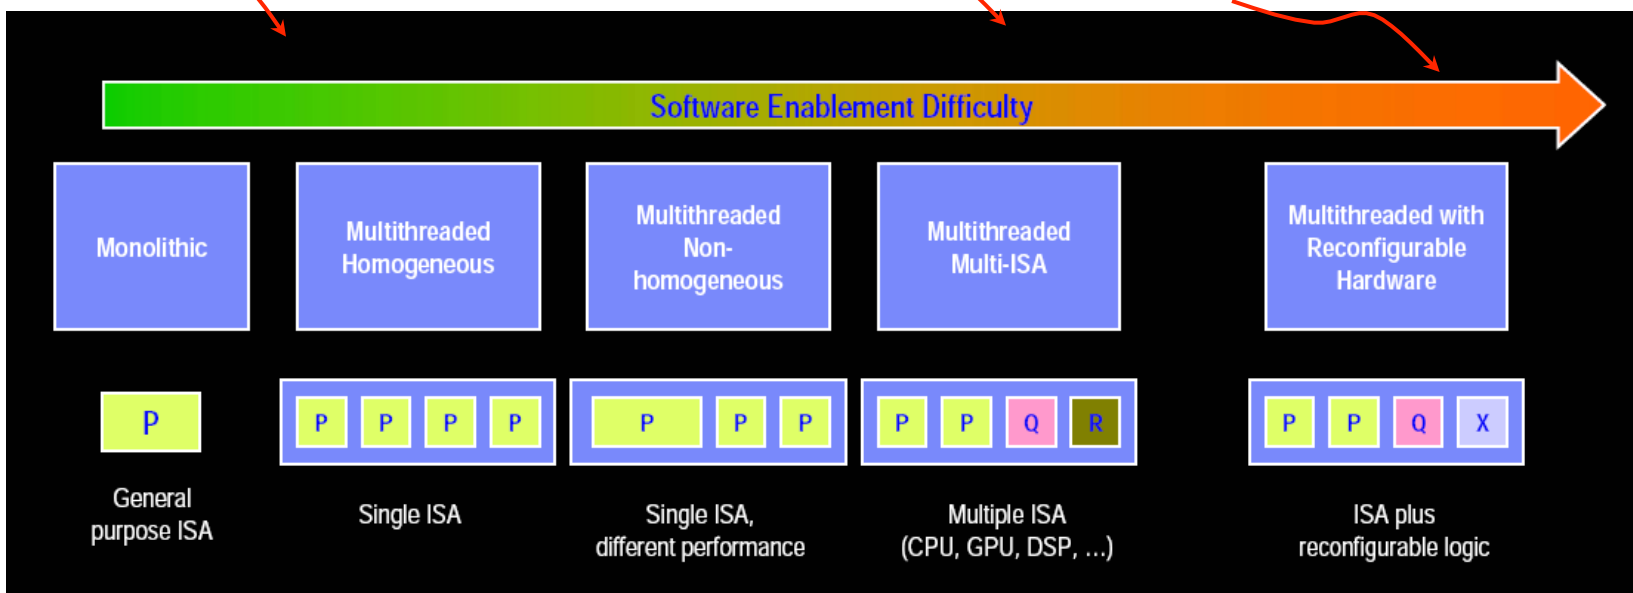 Software Enablement Difficulty
Monolithic
Multithreaded
Homogeneous
Multithreaded
Non-
homogeneous
Multithreaded
Multi-ISA
Multithreaded with
Reconfigurable
Hardware
P
P P P P
P P P
P P Q R
P P Q X
General
purpose ISA
Single ISA
Single ISA,
different performance
Multiple ISA
(CPU, GPU, DSP, ...)
ISA plus
reconfigurable logic